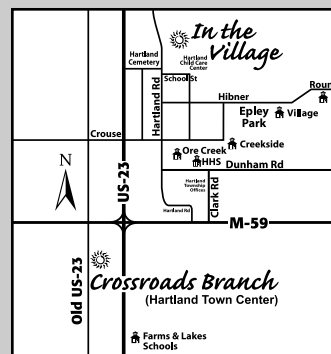 In the
Village
Hartland
Cemetery
Hartland
Child Care
Center
School St
Hartland Rd
Hibner
Roun
Epley
Park
Village
Crouse
Creekside
Ore Creek
HHS
Dunham Rd
N
US-23
Hartland
Township
Offices
Clark Rd
Hartland Rd
M-59
Old US-23
Crossroads Branch
(Hartland Town Center)
Farms & Lakes
Schools